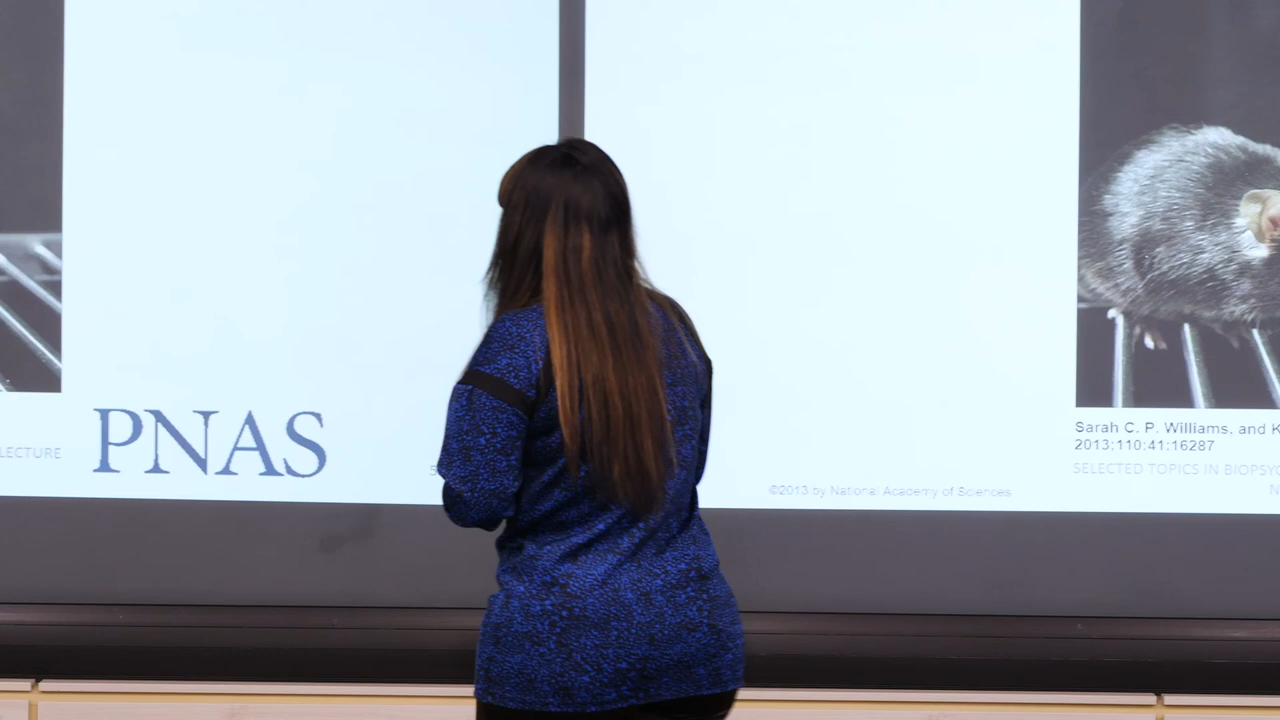 LECTURE
PNAS
©2013 by National Academy of Sciences
Sarah C. P. Williams, and K
2013;110:41:16287
SELECTED TOPICS IN BIOPSYC
N